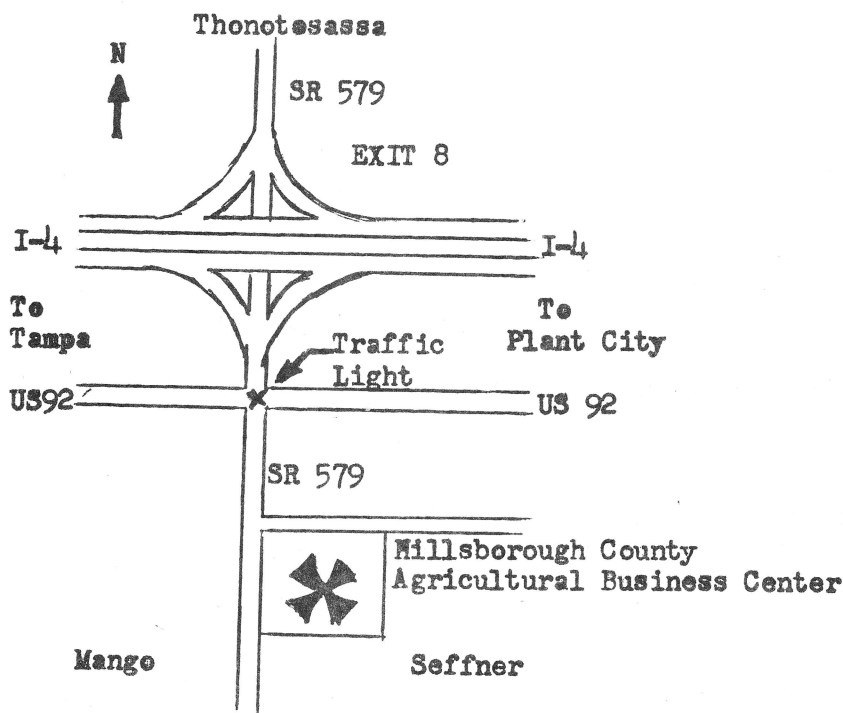 Thonotosassa
N
SR 579
EXIT 8
I-4
I-4
To
Tampa
To
Plant City
Traffic
Light
US92
US 92
SR 579
Hillsborough County
Agricultural Business Center
Mango
Seffner